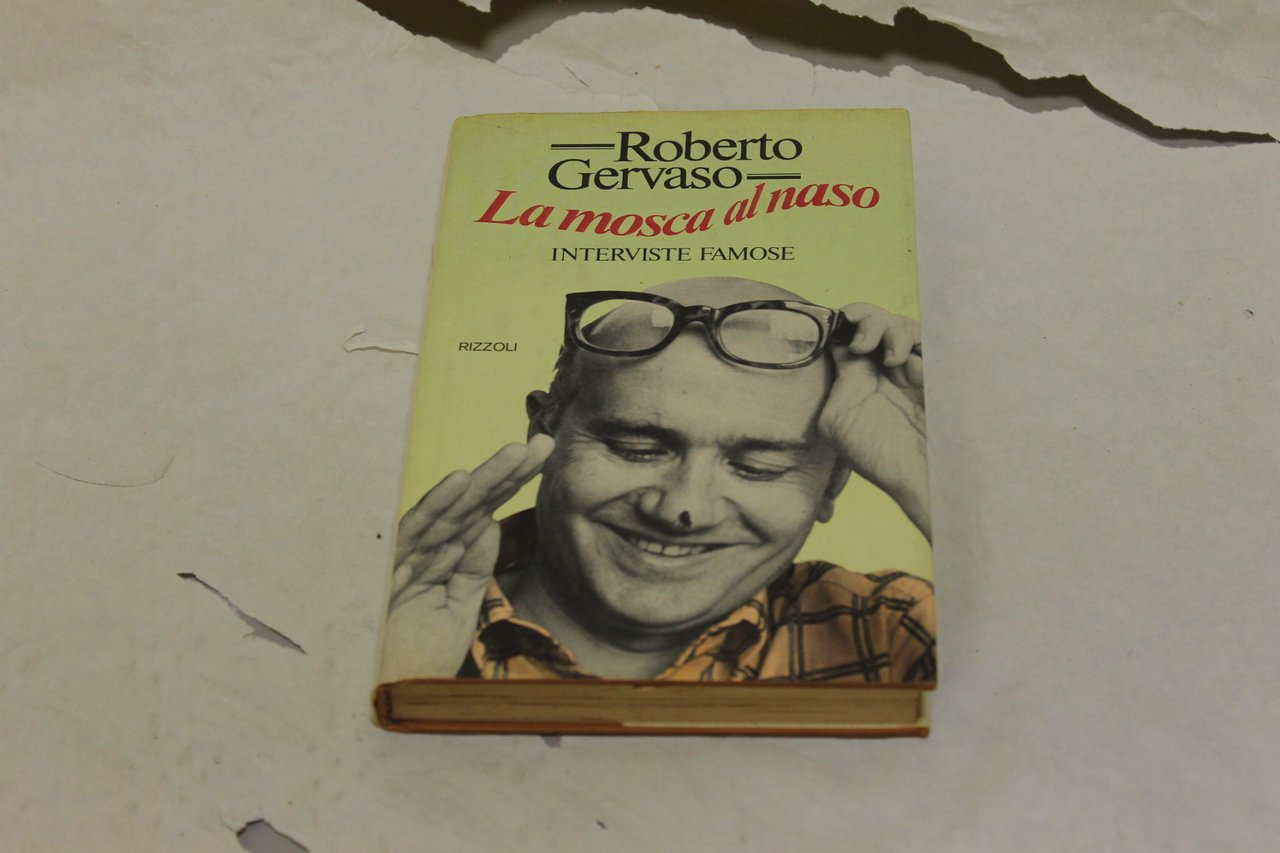 Roberto
Gervaso
La mosca al naso
INTERVISTE FAMOSE
RIZZOLI